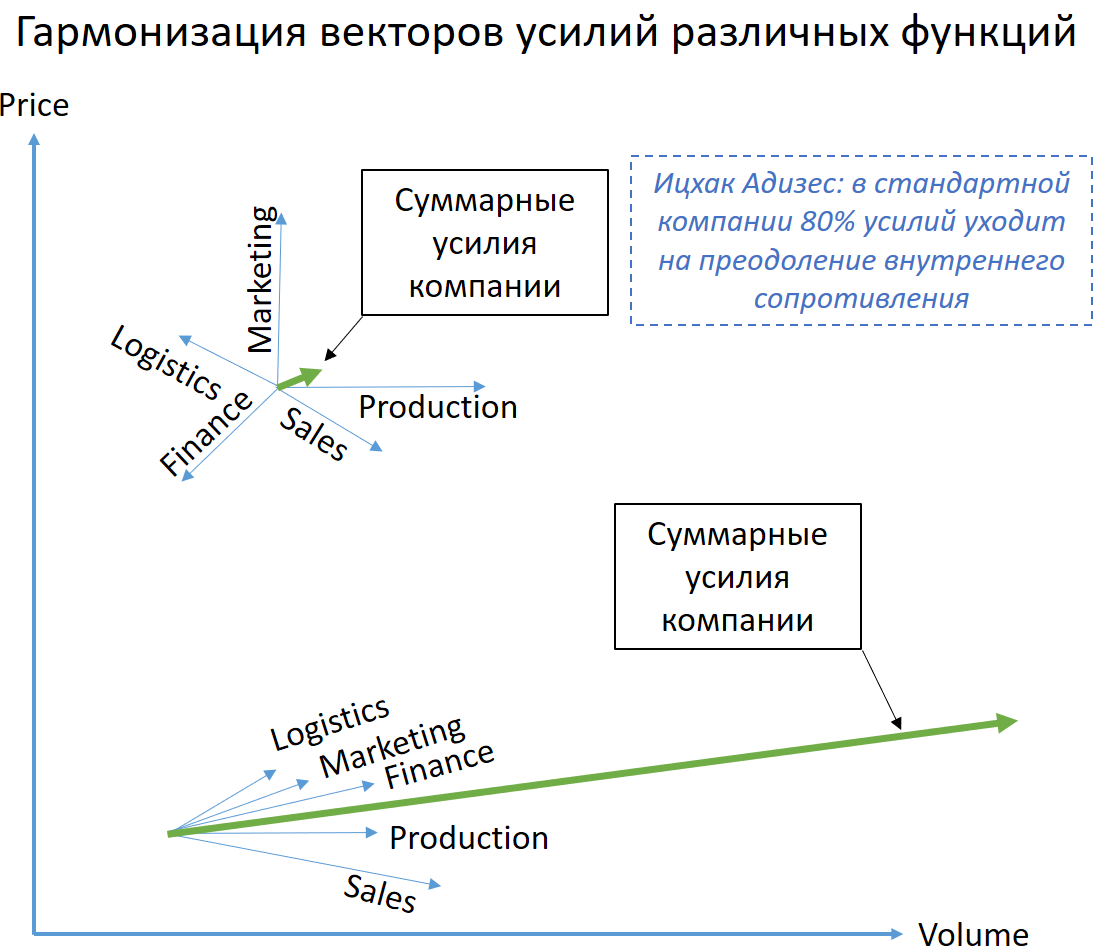 Гармонизация векторов усилий различных функций
Price
Суммарные
усилия
компании
Ицхак Адизес: в стандартной
компании 80% усилий уходит
на преодоление внутреннего
сопротивления
Marketing
Logistics
Finance
Sales
Production
Суммарные
усилия
компании
Logistics
Marketing
Finance
Production
Sales
Volume